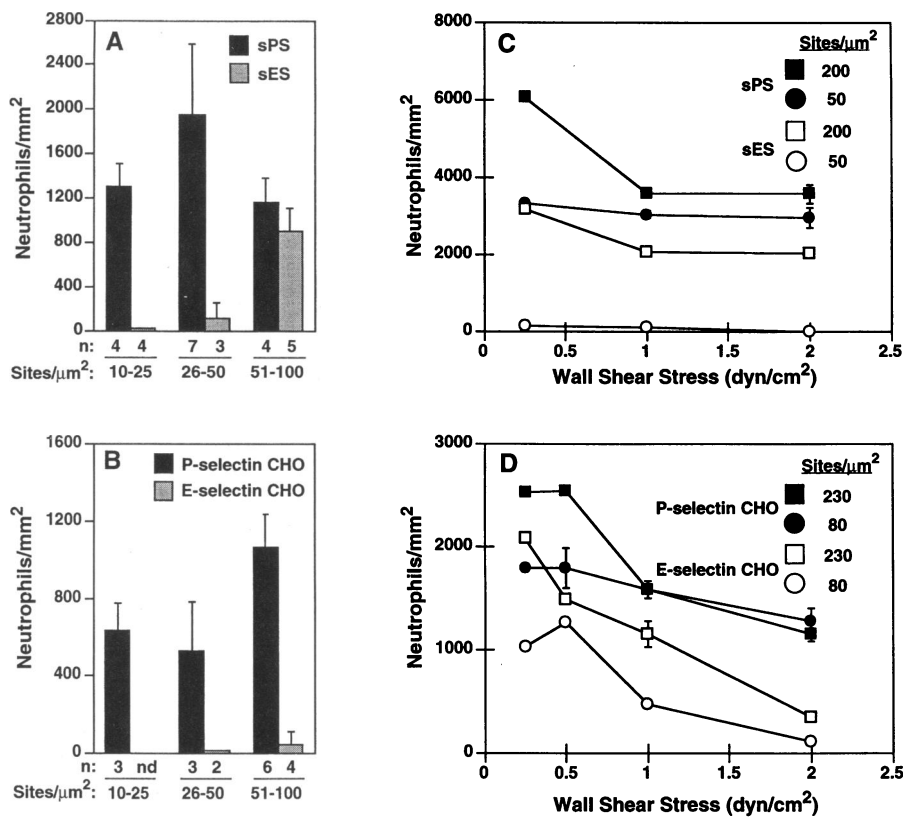 A
sPS
sES
Neutrophils/mm²
2800
2400
2000
1600
1200
800
400
0
n: 4 4 7 3 4 5
Sites/μm²: 10-25 26-50 51-100
C
Sites/μm²
sPS
200
50
sES
200
50
Neutrophils/mm²
8000
6000
4000
2000
0
0 0.5 1 1.5 2 2.5
Wall Shear Stress (dyn/cm²)
B
P-selectin CHO
E-selectin CHO
Neutrophils/mm²
1600
1200
800
400
0
n: 3 nd 3 2 6 4
Sites/μm²: 10-25 26-50 51-100
D
Sites/μm²
P-selectin CHO
230
80
E-selectin CHO
230
80
Neutrophils/mm²
3000
2000
1000
0
0 0.5 1 1.5 2 2.5
Wall Shear Stress (dyn/cm²)